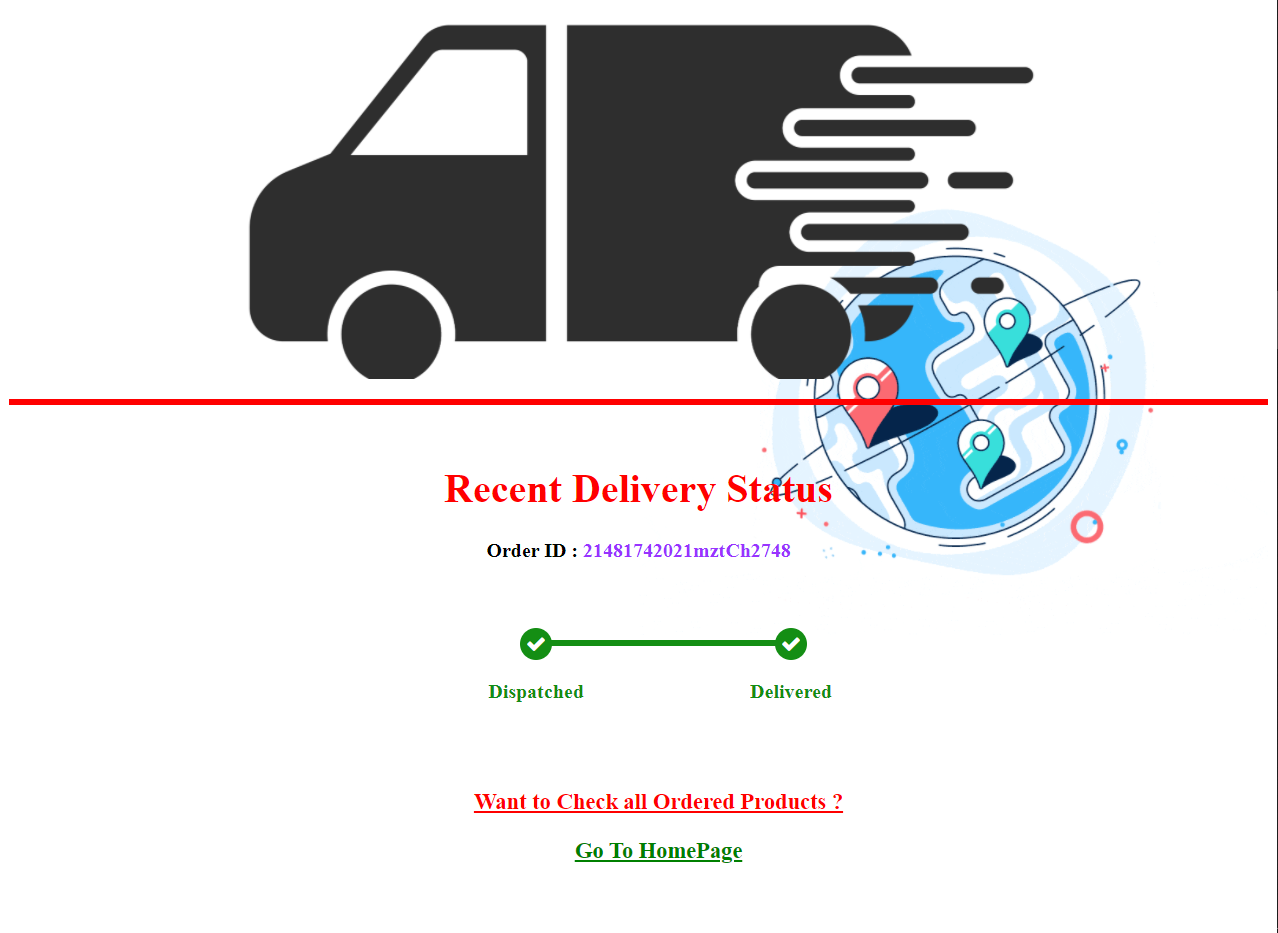 Recent Delivery Status
Order ID : 21481742021mztCh2748
Dispatched
Delivered
Want to Check all Ordered Products ?
Go To HomePage